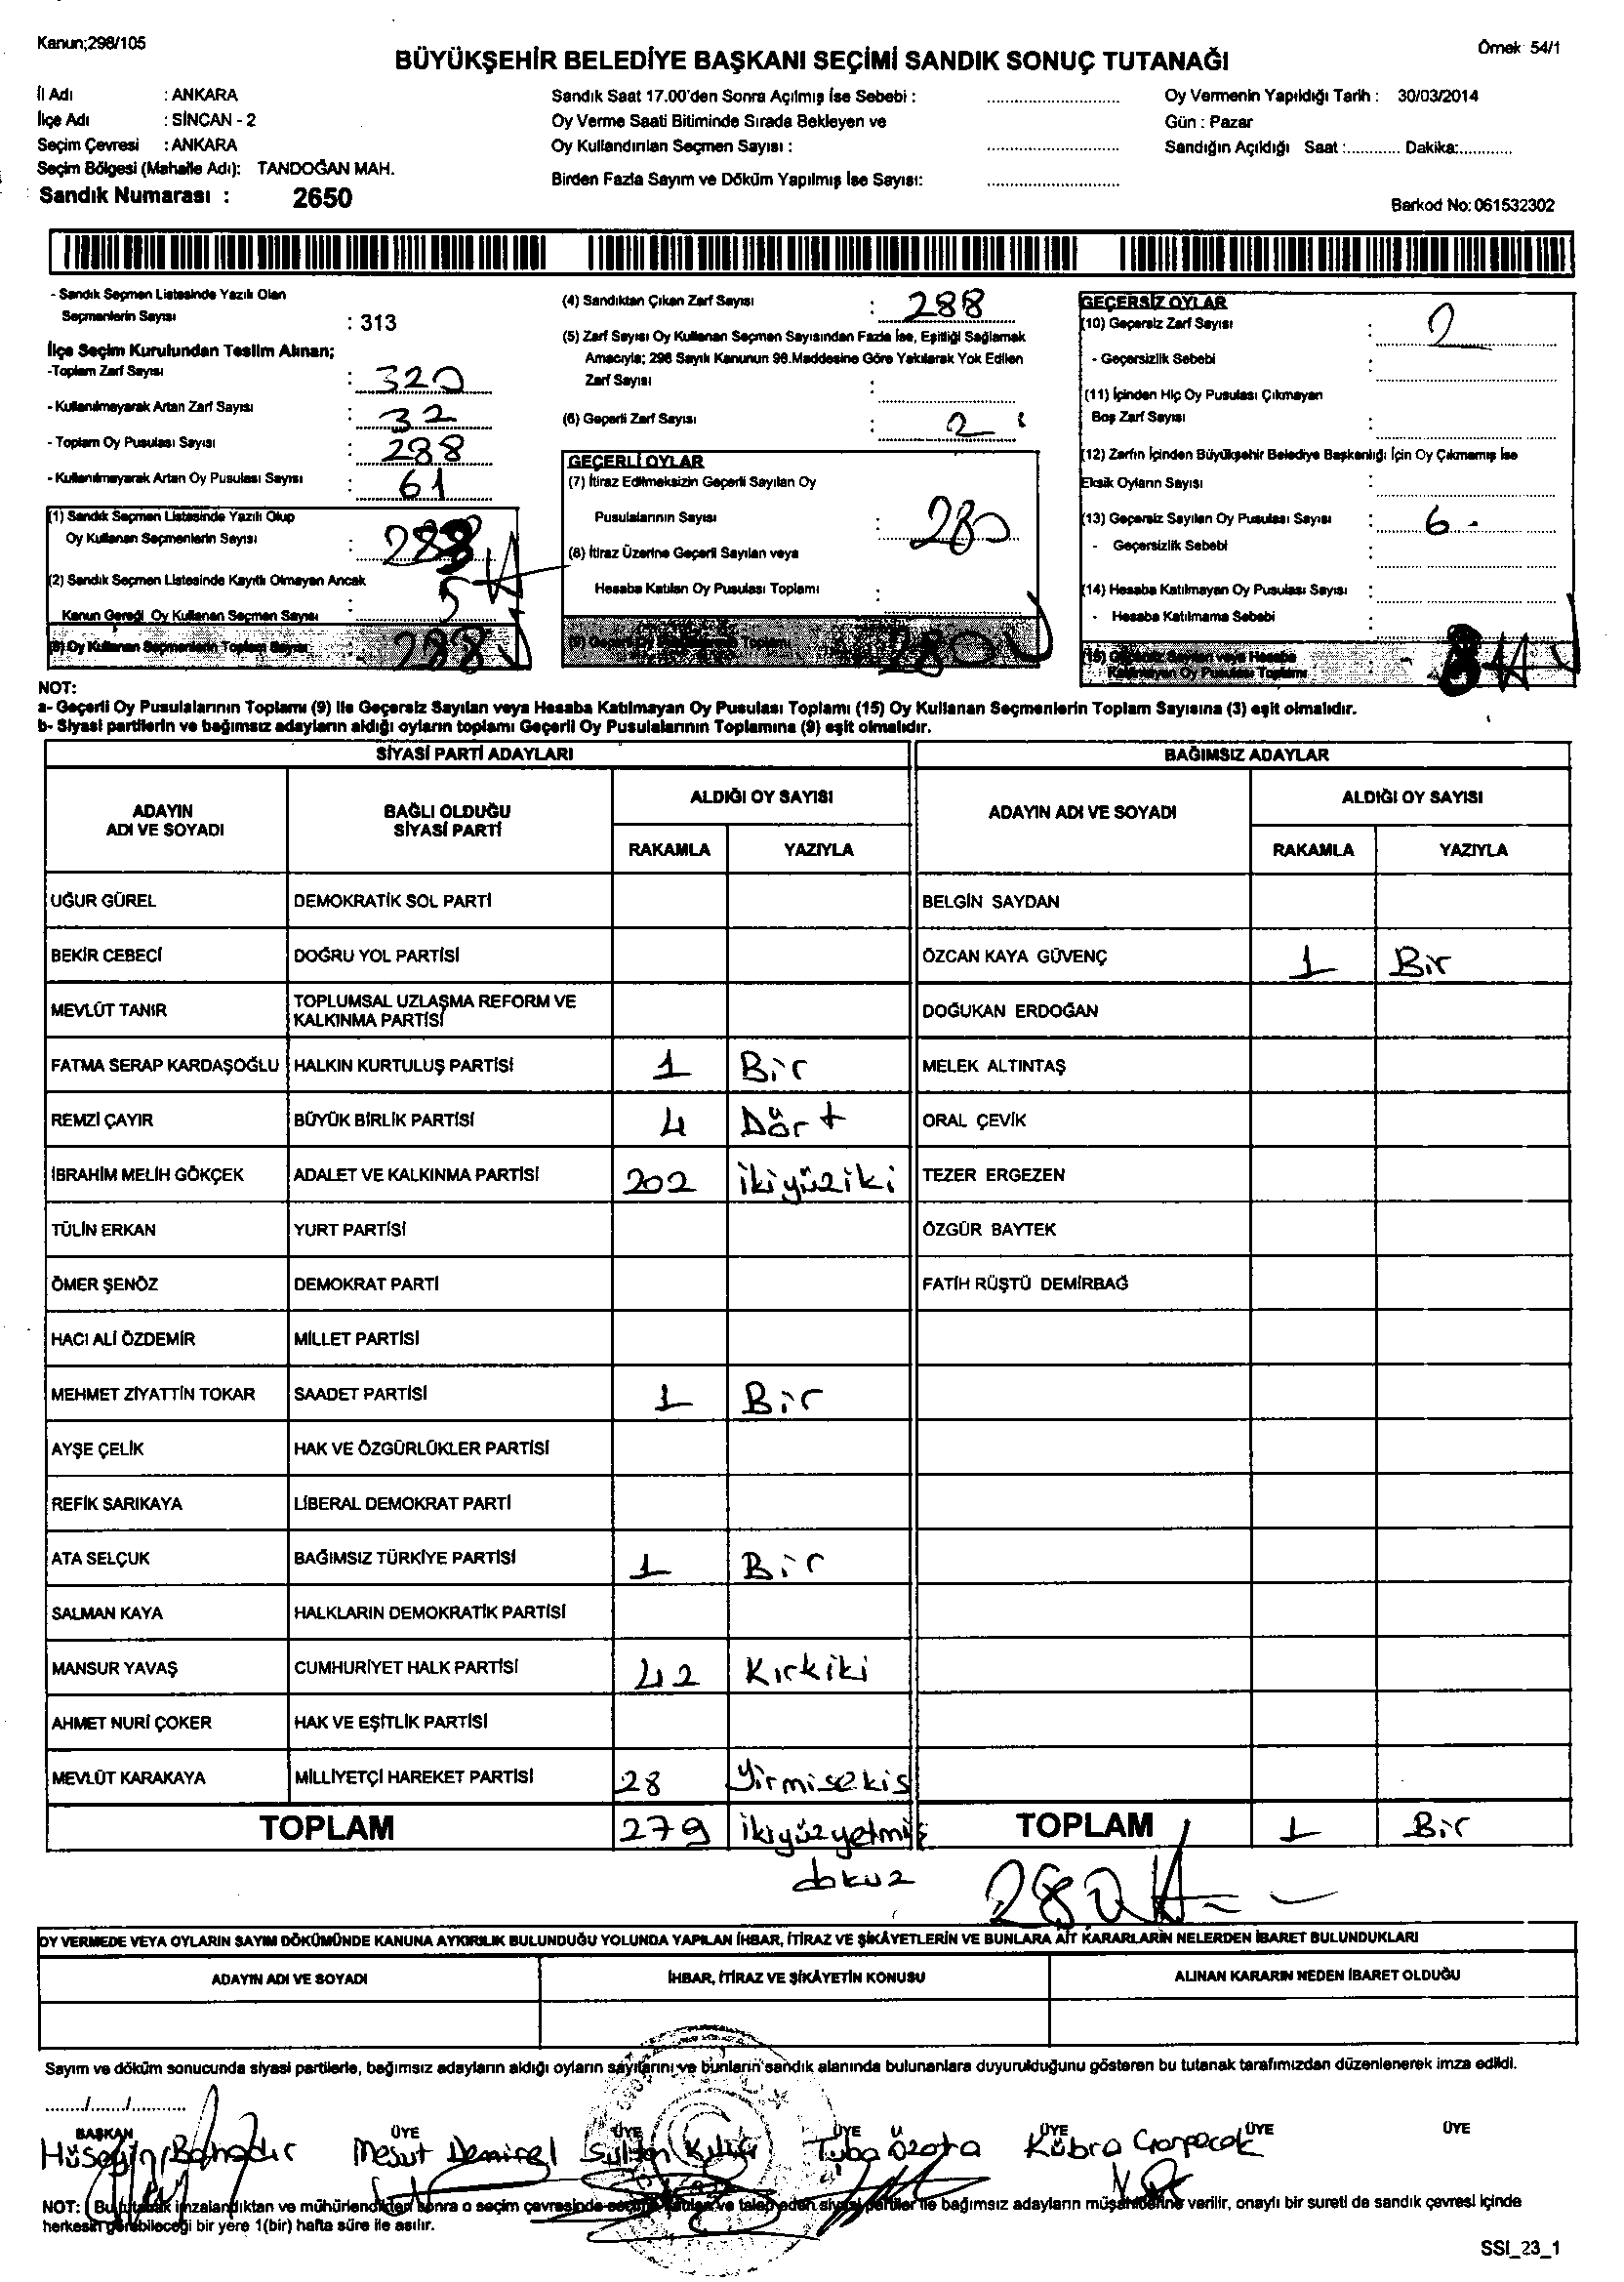 Kanun;298/105
Örnek 54/1
BÜYÜKŞEHİR BELEDİYE BAŞKANI SEÇİMİ SANDIK SONUÇ TUTANAĞI
İl Adı : ANKARA
İlçe Adı : SİNCAN - 2
Seçim Çevresi : ANKARA
Seçim Bölgesi (Mahalle Adı): TANDOĞAN MAH.
Sandık Numarası : 2650
Sandık Saat 17.00'den Sonra Açılmış İse Sebebi :
Oy Verme Saati Bitiminde Sırada Bekleyen ve
Oy Kullandırılan Seçmen Sayısı :
Birden Fazla Sayım ve Döküm Yapılmış İse Sayısı:
Oy Vermenin Yapıldığı Tarih : 30/03/2014
Gün : Pazar
Sandığın Açıldığı Saat :............ Dakika:............
Barkod No: 061532302
- Sandık Seçmen Listesinde Yazılı Olan
Seçmenlerin Sayısı : 313
İlçe Seçim Kurulundan Teslim Alınan;
-Toplam Zarf Sayısı : 320
- Kullanılmayarak Artan Zarf Sayısı : 32
- Toplam Oy Pusulası Sayısı : 288
- Kullanılmayarak Artan Oy Pusulası Sayısı : 61
(1) Sandık Seçmen Listesinde Yazılı Olup
Oy Kullanan Seçmenlerin Sayısı : 288
(2) Sandık Seçmen Listesinde Kayıtlı Olmayan Ancak
Kanun Gereği Oy Kullanan Seçmen Sayısı :
(3) Oy Kullanan Seçmenlerin Toplam Sayısı : 288
(4) Sandıktan Çıkan Zarf Sayısı : 288
(5) Zarf Sayısı Oy Kullanan Seçmen Sayısından Fazla İse, Eşitliği Sağlamak
Amacıyla; 298 Sayılı Kanunun 98.Maddesine Göre Yakılarak Yok Edilen
Zarf Sayısı :
(6) Geçerli Zarf Sayısı : 2
GEÇERLİ OYLAR
(7) İtiraz Edilmeksizin Geçerli Sayılan Oy
Pusulalarının Sayısı : 280
(8) İtiraz Üzerine Geçerli Sayılan veya
Hesaba Katılan Oy Pusulası Toplamı :
(9) Geçerli Oy Pusulalarının Toplamı 280
GEÇERSİZ OYLAR
(10) Geçersiz Zarf Sayısı : 2
- Geçersizlik Sebebi :
(11) İçinden Hiç Oy Pusulası Çıkmayan
Boş Zarf Sayısı :
(12) Zarfın İçinden Büyükşehir Belediye Başkanlığı İçin Oy Çıkmamış İse
Eksik Oyların Sayısı :
(13) Geçersiz Sayılan Oy Pusulası Sayısı : 6
- Geçersizlik Sebebi :
(14) Hesaba Katılmayan Oy Pusulası Sayısı :
- Hesaba Katılmama Sebebi :
(15) Geçersiz Sayılan veya Hesaba
Katılmayan Oy Pusulası Toplamı : 8
NOT:
a- Geçerli Oy Pusulalarının Toplamı (9) ile Geçersiz Sayılan veya Hesaba Katılmayan Oy Pusulası Toplamı (15) Oy Kullanan Seçmenlerin Toplam Sayısına (3) eşit olmalıdır.
b- Siyasi partilerin ve bağımsız adayların aldığı oyların toplamı Geçerli Oy Pusulalarının Toplamına (9) eşit olmalıdır.
SİYASİ PARTİ ADAYLARI BAĞIMSIZ ADAYLAR
ADAYIN
ADI VE SOYADI
BAĞLI OLDUĞU
SİYASİ PARTİ
ALDIĞI OY SAYISI
RAKAMLA YAZIYLA
ADAYIN ADI VE SOYADI
ALDIĞI OY SAYISI
RAKAMLA YAZIYLA
UĞUR GÜREL DEMOKRATİK SOL PARTİ BELGİN SAYDAN
BEKİR CEBECİ DOĞRU YOL PARTİSİ ÖZCAN KAYA GÜVENÇ 1 Bir
MEVLÜT TANIR TOPLUMSAL UZLAŞMA REFORM VE
KALKINMA PARTİSİ DOĞUKAN ERDOĞAN
FATMA SERAP KARDAŞOĞLU HALKIN KURTULUŞ PARTİSİ 1 Bir MELEK ALTINTAŞ
REMZİ ÇAYIR BÜYÜK BİRLİK PARTİSİ 4 Dört ORAL ÇEVİK
İBRAHİM MELİH GÖKÇEK ADALET VE KALKINMA PARTİSİ 202 ikiyüziki TEZER ERGEZEN
TÜLİN ERKAN YURT PARTİSİ ÖZGÜR BAYTEK
ÖMER ŞENÖZ DEMOKRAT PARTİ FATİH RÜŞTÜ DEMİRBAĞ
HACI ALİ ÖZDEMİR MİLLET PARTİSİ
MEHMET ZİYATTİN TOKAR SAADET PARTİSİ 1 Bir
AYŞE ÇELİK HAK VE ÖZGÜRLÜKLER PARTİSİ
REFİK SARIKAYA LİBERAL DEMOKRAT PARTİ
ATA SELÇUK BAĞIMSIZ TÜRKİYE PARTİSİ 1 Bir
SALMAN KAYA HALKLARIN DEMOKRATİK PARTİSİ
MANSUR YAVAŞ CUMHURİYET HALK PARTİSİ 42 Kırkiki
AHMET NURİ ÇOKER HAK VE EŞİTLİK PARTİSİ
MEVLÜT KARAKAYA MİLLİYETÇİ HAREKET PARTİSİ 28 Yirmisekis
TOPLAM 279 ikiyüzyetmiş TOPLAM 1 Bir
dokuz 280
OY VERMEDE VEYA OYLARIN SAYIM DÖKÜMÜNDE KANUNA AYKIRILIK BULUNDUĞU YOLUNDA YAPILAN İHBAR, İTİRAZ VE ŞİKÂYETLERİN VE BUNLARA AİT KARARLARIN NELERDEN İBARET BULUNDUKLARI
ADAYIN ADI VE SOYADI İHBAR, İTİRAZ VE ŞİKÂYETİN KONUSU ALINAN KARARIN NEDEN İBARET OLDUĞU
Sayım ve döküm sonucunda siyasi partilerle, bağımsız adayların aldığı oyların sayılarını ve bunların sandık alanında bulunanlara duyurulduğunu gösteren bu tutanak tarafımızdan düzenlenerek imza edildi.
......../......../...........
BAŞKAN ÜYE ÜYE ÜYE ÜYE ÜYE ÜYE
Hüseyin Mesut Demirel Sultan Tuba Kübra
NOT: Bu tutanak imzalandıktan ve mühürlendikten sonra o seçim çevresinde seçime katılan ve talep eden siyasi partiler ile bağımsız adayların müşahitlerine verilir, onaylı bir sureti de sandık çevresi içinde
herkesin görebileceği bir yere 1(bir) hafta süre ile asılır.
SSI_23_1